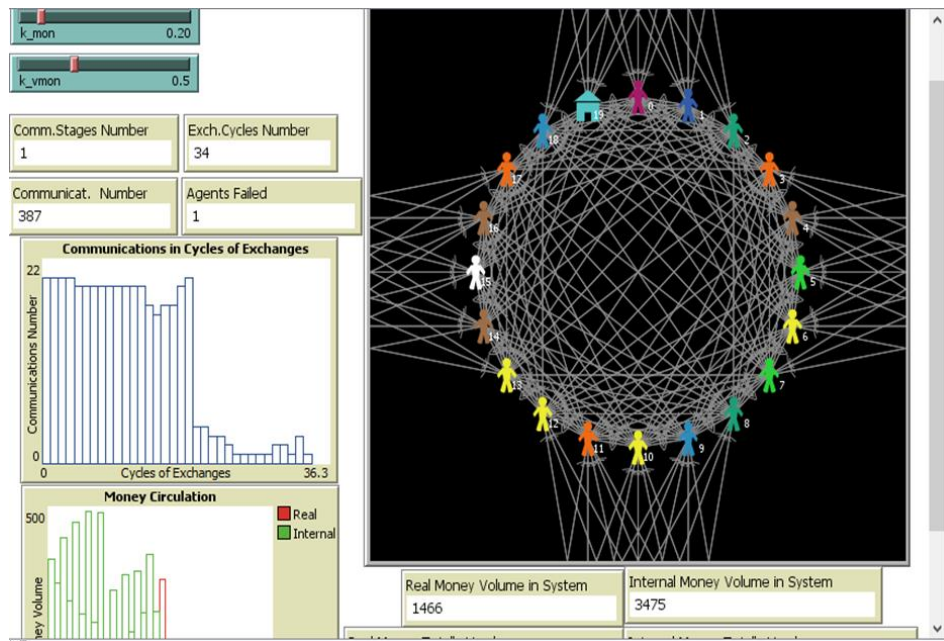 k_mon 0.20
k_vmon 0.5
Comm.Stages Number
1
Exch.Cycles Number
34
Communicat. Number
387
Agents Failed
1
Communications in Cycles of Exchanges
22
Communications Number
0
0 Cycles of Exchanges 36.3
Money Circulation
500
Real
Internal
Volume
0
1
2
3
4
5
6
7
8
9
10
11
12
13
14
15
16
17
18
19
Real Money Volume in System
1466
Internal Money Volume in System
3475